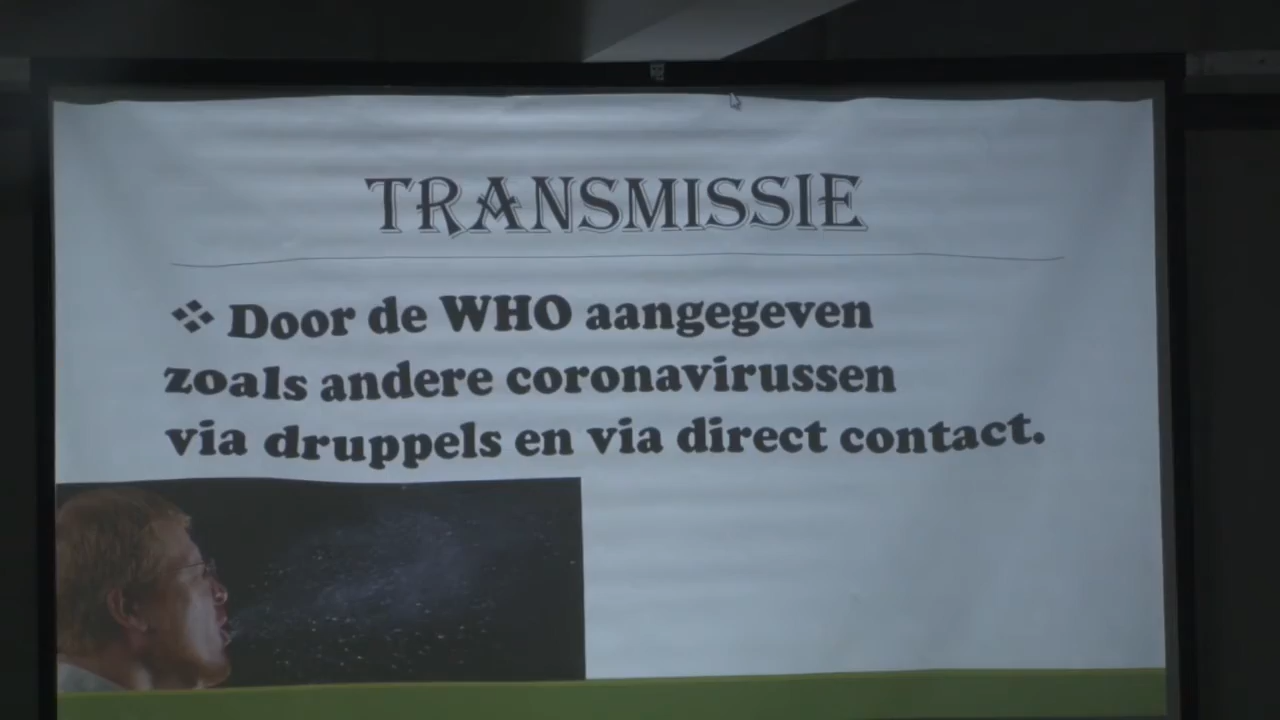 TRANSMISSIE
❖ Door de WHO aangegeven
zoals andere coronavirussen
via druppels en via direct contact.